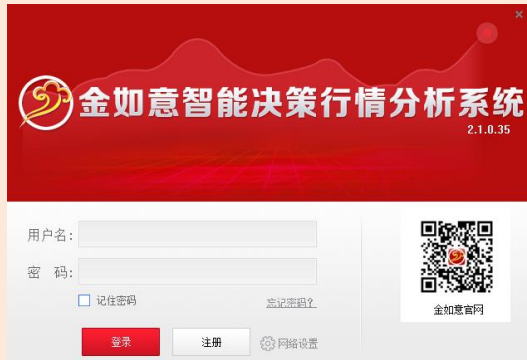 金如意智能决策行情分析系统
2.1.0.35
用户名:
密 码:
记住密码 忘记密码?
登录 注册 网络设置
金如意官网